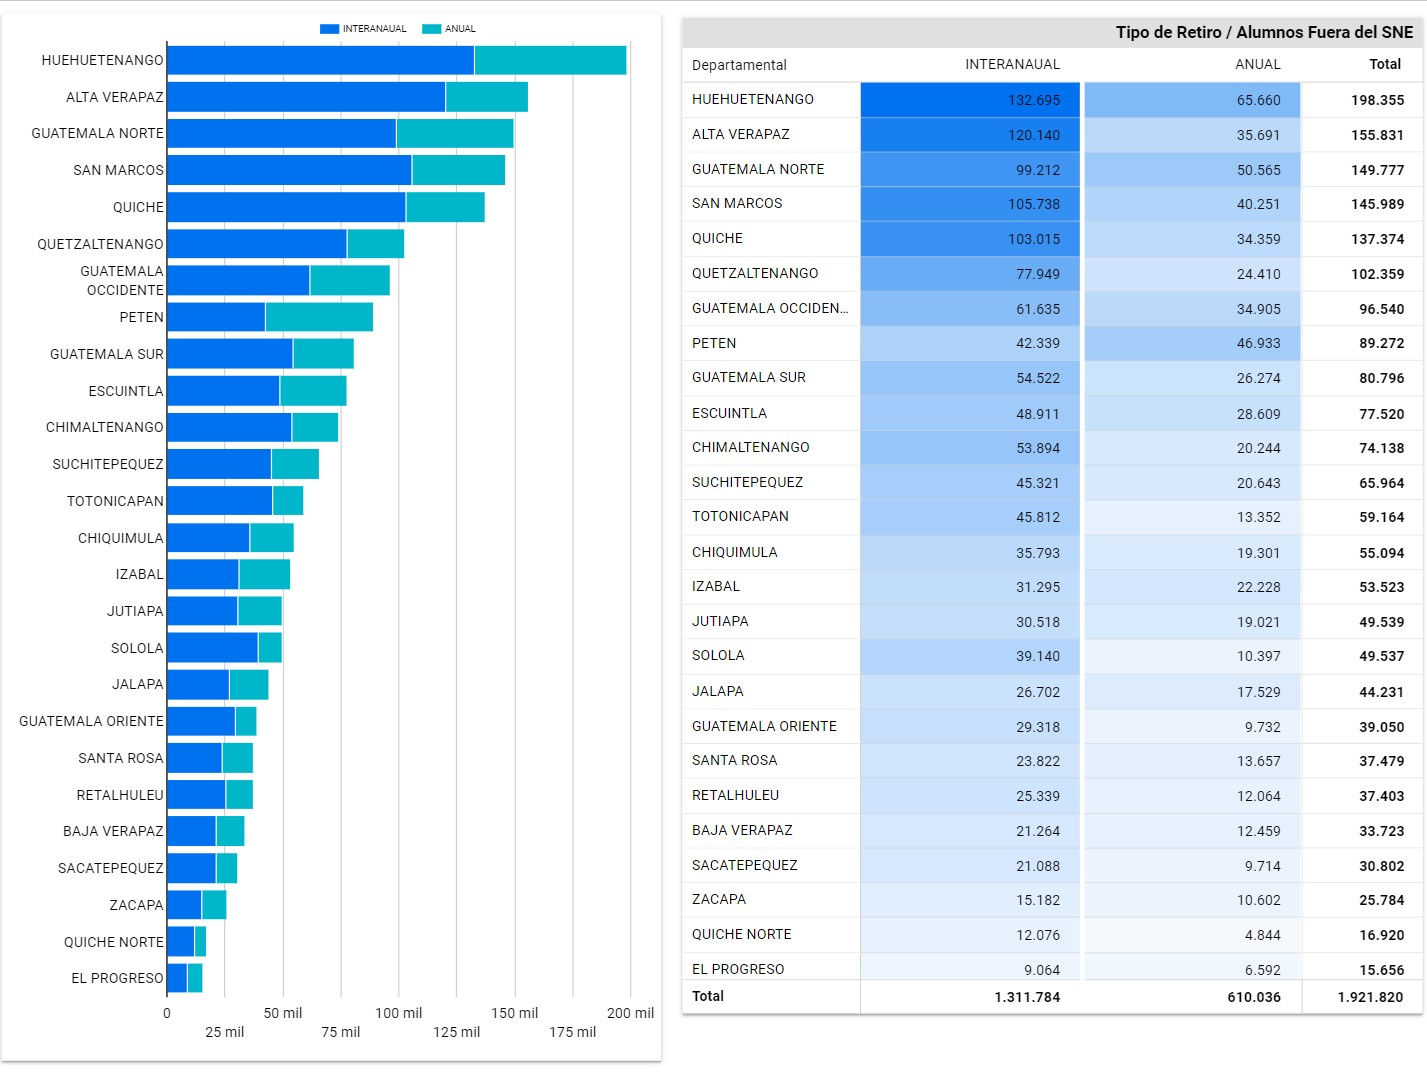 INTERANAUAL ANUAL
HUEHUETENANGO
ALTA VERAPAZ
GUATEMALA NORTE
SAN MARCOS
QUICHE
QUETZALTENANGO
GUATEMALA
OCCIDENTE
PETEN
GUATEMALA SUR
ESCUINTLA
CHIMALTENANGO
SUCHITEPEQUEZ
TOTONICAPAN
CHIQUIMULA
IZABAL
JUTIAPA
SOLOLA
JALAPA
GUATEMALA ORIENTE
SANTA ROSA
RETALHULEU
BAJA VERAPAZ
SACATEPEQUEZ
ZACAPA
QUICHE NORTE
EL PROGRESO
0 50 mil 100 mil 150 mil 200 mil
25 mil 75 mil 125 mil 175 mil
Tipo de Retiro / Alumnos Fuera del SNE
Departamental INTERANAUAL ANUAL Total
HUEHUETENANGO 132.695 65.660 198.355
ALTA VERAPAZ 120.140 35.691 155.831
GUATEMALA NORTE 99.212 50.565 149.777
SAN MARCOS 105.738 40.251 145.989
QUICHE 103.015 34.359 137.374
QUETZALTENANGO 77.949 24.410 102.359
GUATEMALA OCCIDEN... 61.635 34.905 96.540
PETEN 42.339 46.933 89.272
GUATEMALA SUR 54.522 26.274 80.796
ESCUINTLA 48.911 28.609 77.520
CHIMALTENANGO 53.894 20.244 74.138
SUCHITEPEQUEZ 45.321 20.643 65.964
TOTONICAPAN 45.812 13.352 59.164
CHIQUIMULA 35.793 19.301 55.094
IZABAL 31.295 22.228 53.523
JUTIAPA 30.518 19.021 49.539
SOLOLA 39.140 10.397 49.537
JALAPA 26.702 17.529 44.231
GUATEMALA ORIENTE 29.318 9.732 39.050
SANTA ROSA 23.822 13.657 37.479
RETALHULEU 25.339 12.064 37.403
BAJA VERAPAZ 21.264 12.459 33.723
SACATEPEQUEZ 21.088 9.714 30.802
ZACAPA 15.182 10.602 25.784
QUICHE NORTE 12.076 4.844 16.920
EL PROGRESO 9.064 6.592 15.656
Total 1.311.784 610.036 1.921.820